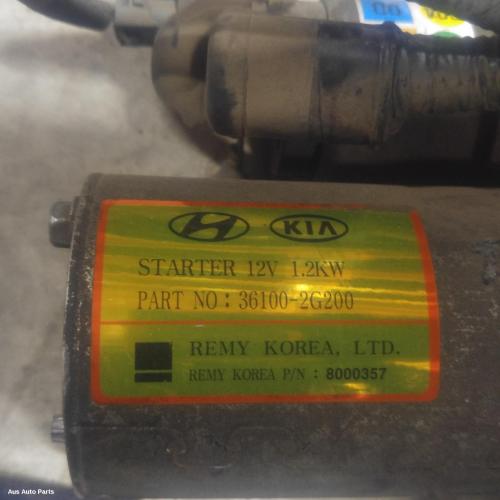 KIA
STARTER 12V 1.2KW
PART NO : 36100-2G200
REMY KOREA, LTD.
REMY KOREA P/N : 8000357
Aus Auto Parts